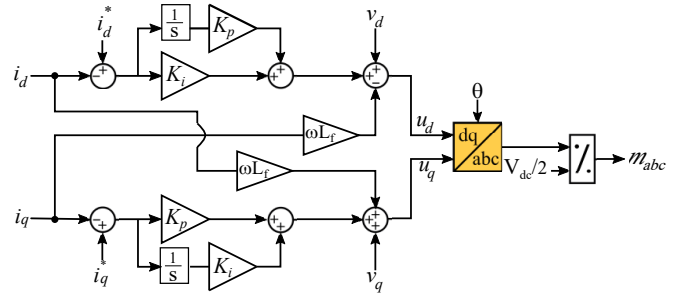 i_d^*
v_d
1/s
K_p
i_d
K_i
ωL_f
θ
u_d
dq
abc
V_dc/2
m_abc
u_q
ωL_f
i_q
K_p
i_q^*
1/s
K_i
v_q